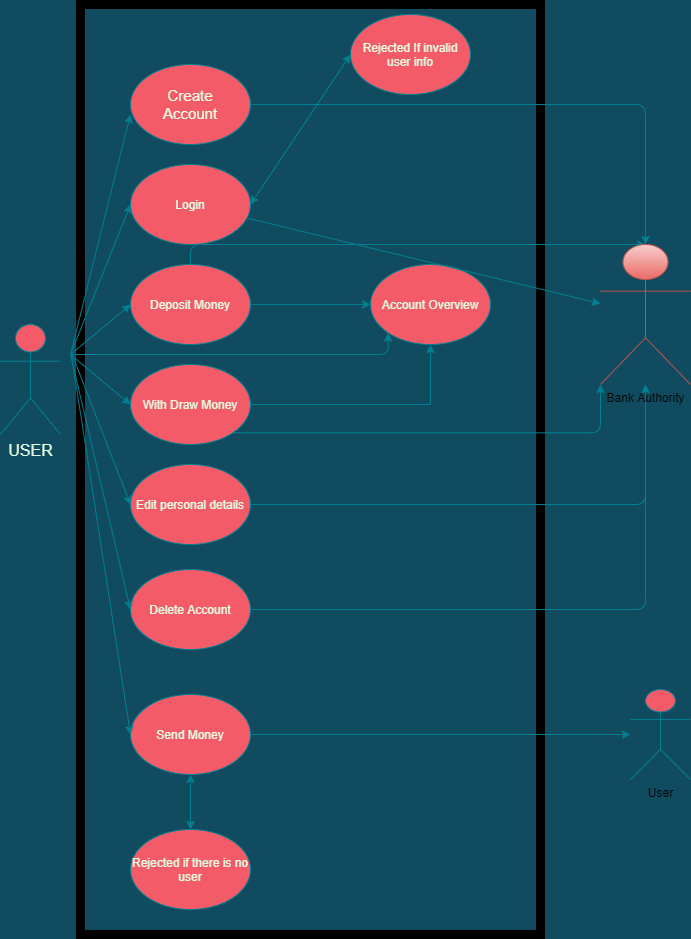 Rejected If invalid
user info
Create
Account
Login
Deposit Money
Account Overview
With Draw Money
Bank Authority
USER
Edit personal details
Delete Account
Send Money
User
Rejected if there is no
user